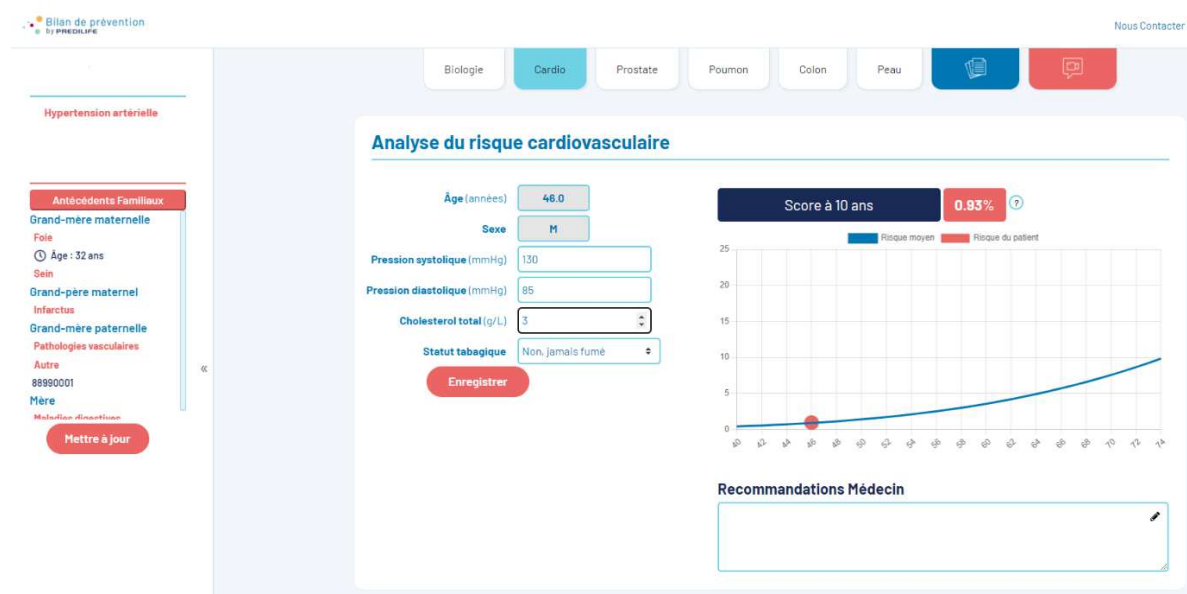 Bilan de prévention
by PREDILIFE
Nous Contacter
Biologie
Cardio
Prostate
Poumon
Colon
Peau
Hypertension artérielle
Antécédents Familiaux
Grand-mère maternelle
Foie
Âge : 32 ans
Sein
Grand-père maternel
Infarctus
Grand-mère paternelle
Pathologies vasculaires
Autre
88990001
Mère
Maladies digestives
Mettre à jour
«
Analyse du risque cardiovasculaire
Âge (années) 46.0
Sexe M
Pression systolique (mmHg) 130
Pression diastolique (mmHg) 85
Cholesterol total (g/L) 3
Statut tabagique Non, jamais fumé
Enregistrer
Score à 10 ans 0.93% ?
Risque moyen Risque du patient
25
20
15
10
5
0
40 42 44 46 48 50 52 54 56 58 60 62 64 66 68 70 72 74
Recommandations Médecin